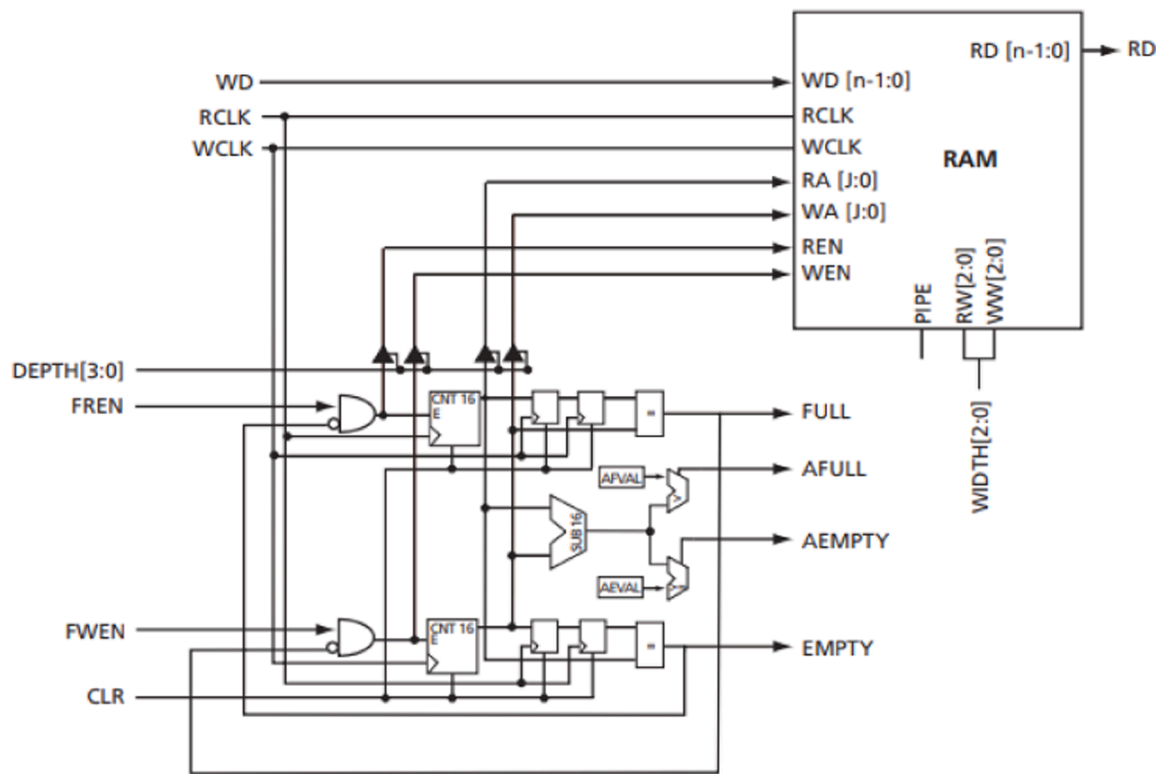 RD [n-1:0]
RD
WD
WD [n-1:0]
RCLK
RCLK
WCLK
WCLK
RAM
RA [J:0]
WA [J:0]
REN
WEN
PIPE
RW[2:0]
WW[2:0]
DEPTH[3:0]
CNT 16
E
FREN
=
FULL
WIDTH[2:0]
AFVAL
AFULL
SUB 16
AEMPTY
AEVAL
FWEN
CNT 16
E
=
EMPTY
CLR